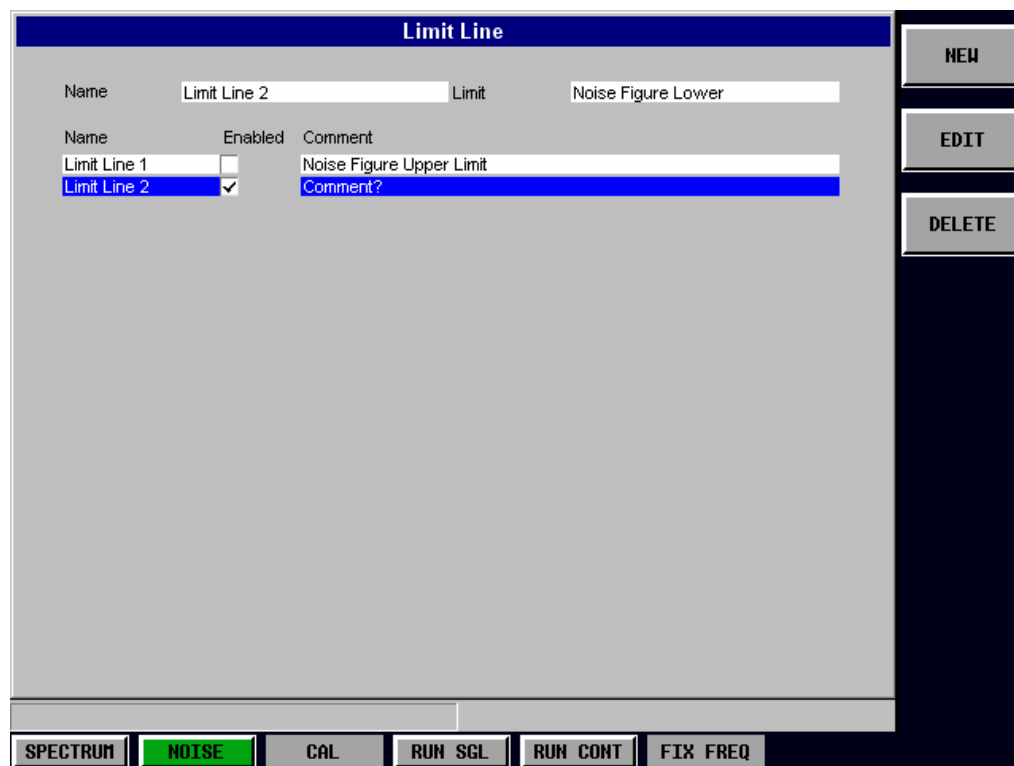 Limit Line
Name Limit Line 2 Limit Noise Figure Lower
Name Enabled Comment
Limit Line 1 Noise Figure Upper Limit
Limit Line 2 Comment?
NEW
EDIT
DELETE
SPECTRUM NOISE CAL RUN SGL RUN CONT FIX FREQ